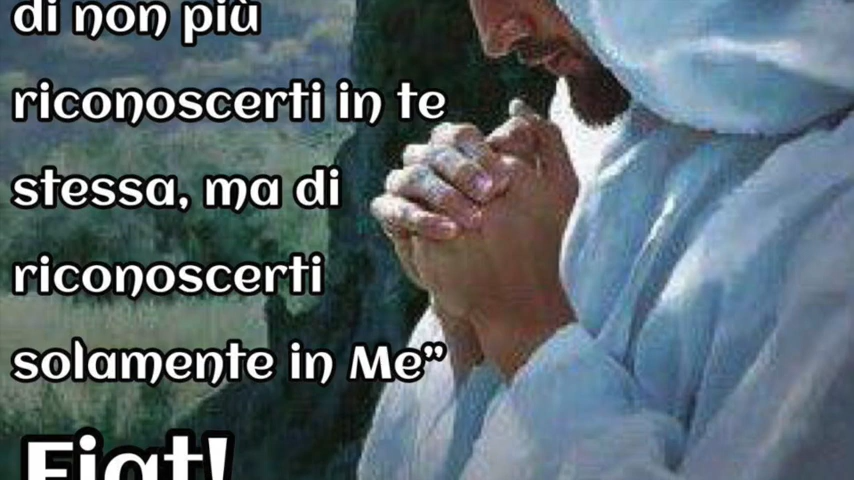 di non più
riconoscerti in te
stessa, ma di
riconoscerti
solamente in Me”
Fiat!